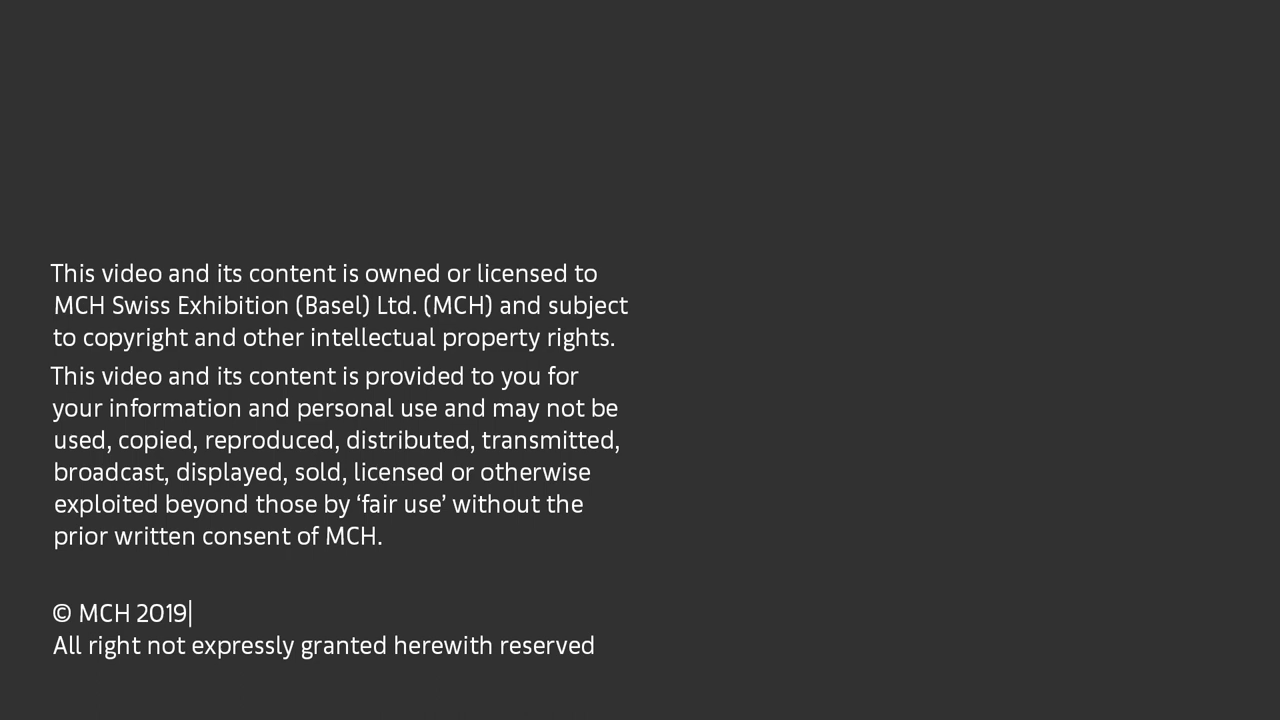 This video and its content is owned or licensed to
MCH Swiss Exhibition (Basel) Ltd. (MCH) and subject
to copyright and other intellectual property rights.
This video and its content is provided to you for
your information and personal use and may not be
used, copied, reproduced, distributed, transmitted,
broadcast, displayed, sold, licensed or otherwise
exploited beyond those by ‘fair use’ without the
prior written consent of MCH.
© MCH 2019|
All right not expressly granted herewith reserved